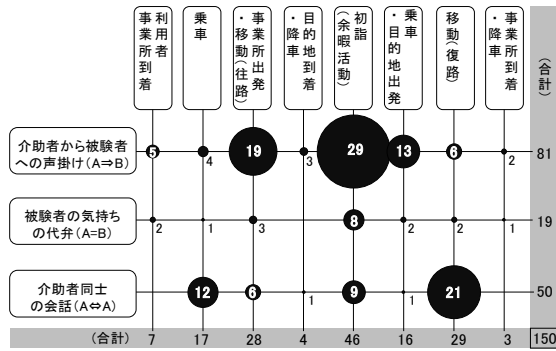 利用者
事業所到着
乗車
事業所出発
・移動(往路)
目的地到着
・降車
初詣
(余暇活動)
乗車
・目的地出発
移動(復路)
事業所到着
・降車
(合計)
介助者から被験者
への声掛け(A⇒B)
5
4
19
3
29
13
6
2
81
被験者の気持ち
の代弁(A=B)
2
1
3
8
2
2
1
19
介助者同士
の会話(A⇔A)
12
6
1
9
1
21
50
(合計)
7
17
28
4
46
16
29
3
150